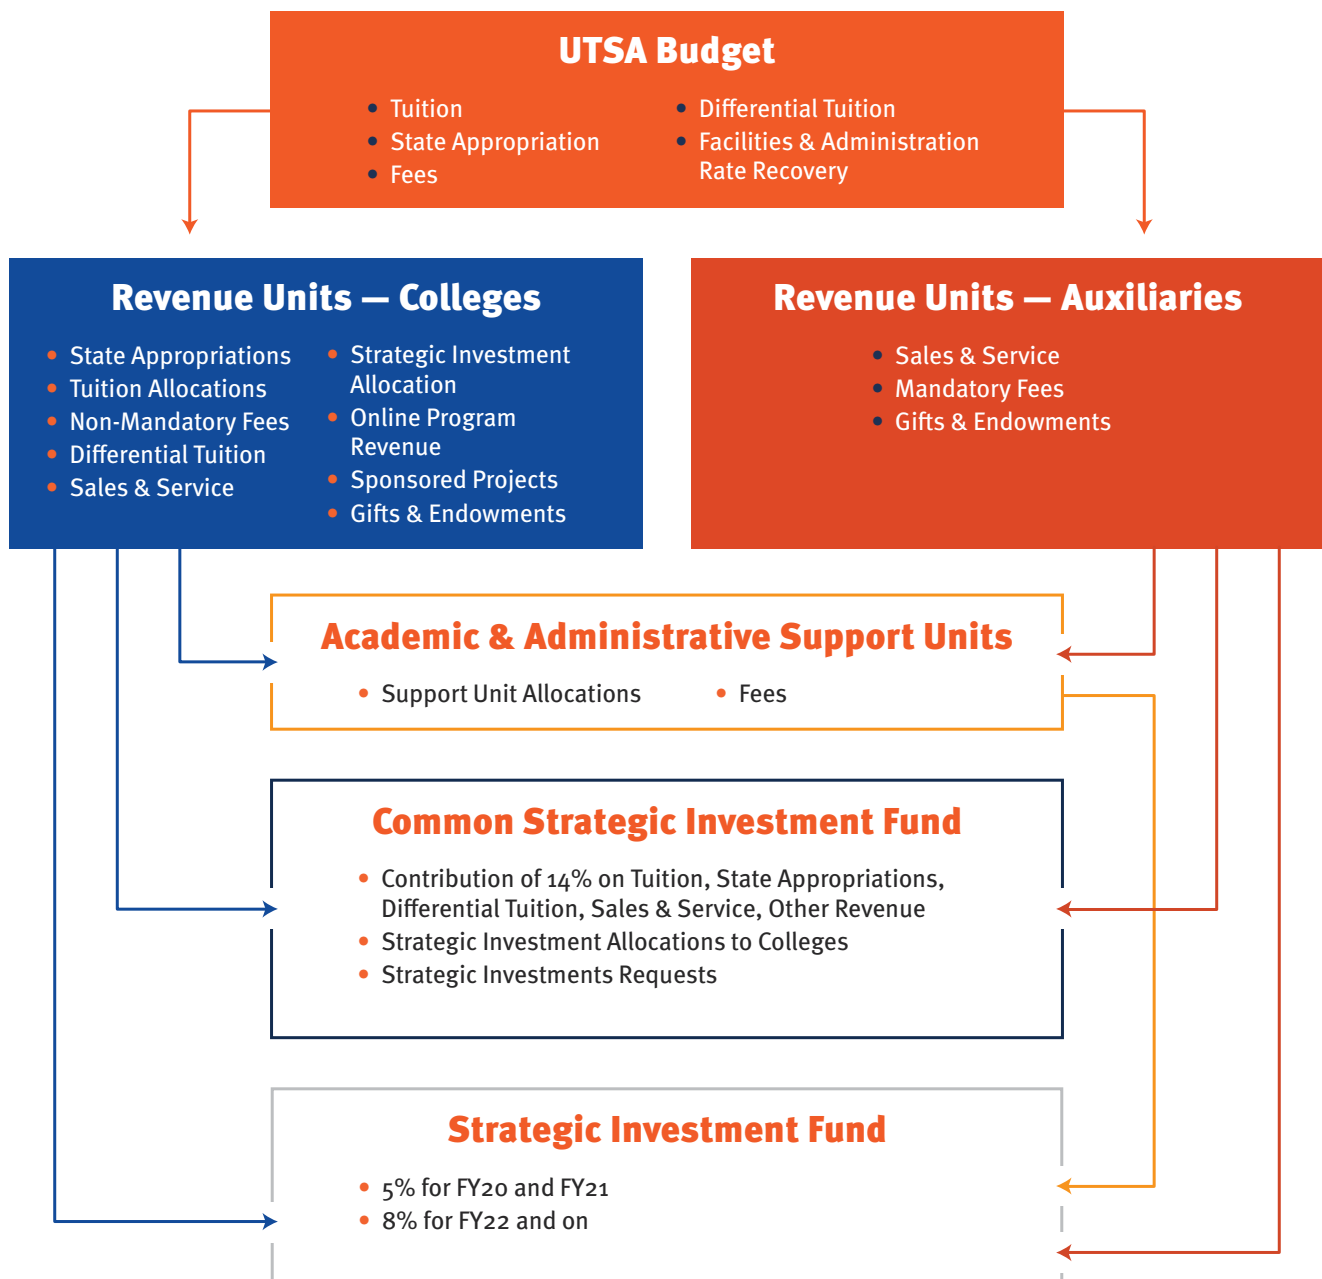 UTSA Budget
• Tuition
• State Appropriation
• Fees
• Differential Tuition
• Facilities & Administration
Rate Recovery
Revenue Units — Colleges
• State Appropriations
• Tuition Allocations
• Non-Mandatory Fees
• Differential Tuition
• Sales & Service
• Strategic Investment
Allocation
• Online Program
Revenue
• Sponsored Projects
• Gifts & Endowments
Revenue Units — Auxiliaries
• Sales & Service
• Mandatory Fees
• Gifts & Endowments
Academic & Administrative Support Units
• Support Unit Allocations
• Fees
Common Strategic Investment Fund
• Contribution of 14% on Tuition, State Appropriations,
Differential Tuition, Sales & Service, Other Revenue
• Strategic Investment Allocations to Colleges
• Strategic Investments Requests
Strategic Investment Fund
• 5% for FY20 and FY21
• 8% for FY22 and on